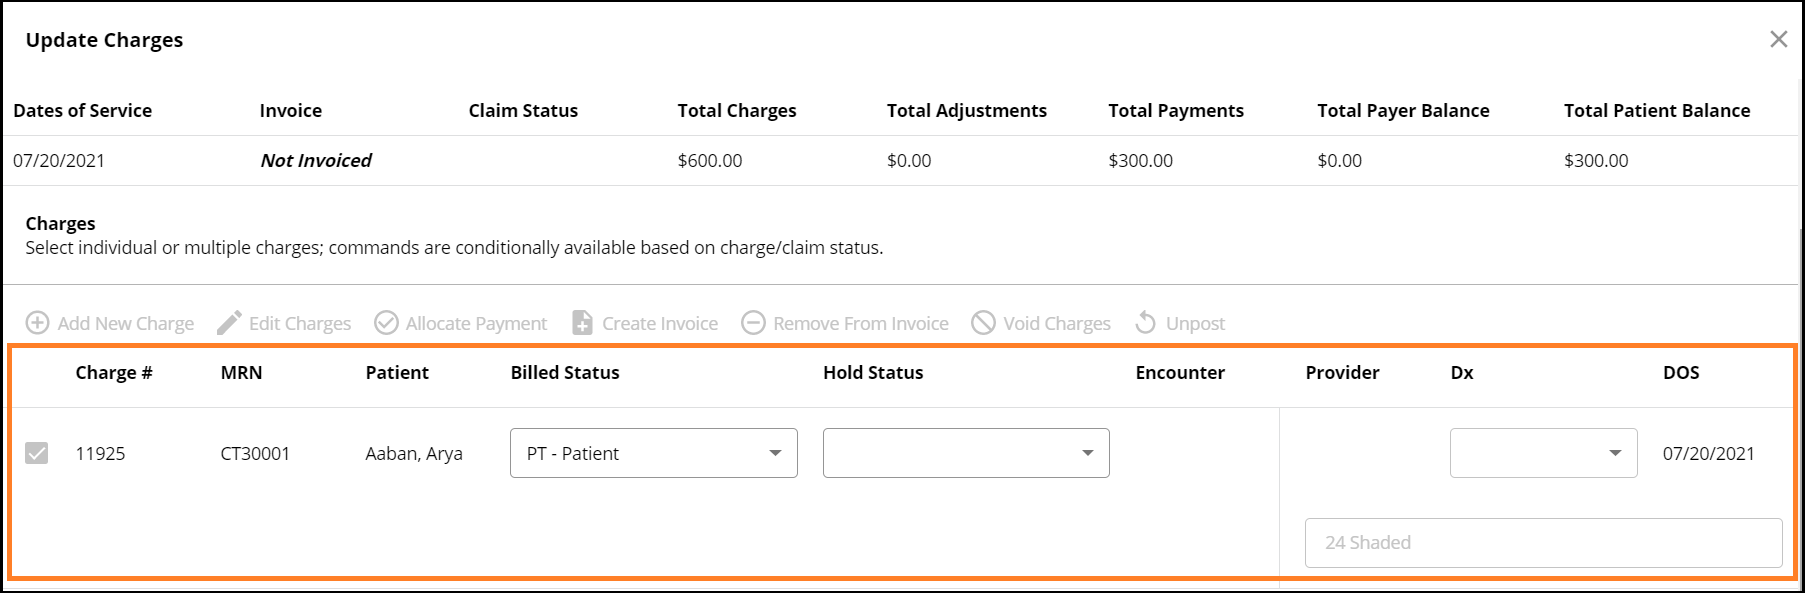 Update Charges
Dates of Service Invoice Claim Status Total Charges Total Adjustments Total Payments Total Payer Balance Total Patient Balance
07/20/2021 Not Invoiced $600.00 $0.00 $300.00 $0.00 $300.00
Charges
Select individual or multiple charges; commands are conditionally available based on charge/claim status.
Add New Charge Edit Charges Allocate Payment Create Invoice Remove From Invoice Void Charges Unpost
Charge # MRN Patient Billed Status Hold Status Encounter Provider Dx DOS
11925 CT30001 Aaban, Arya PT - Patient 07/20/2021
24 Shaded